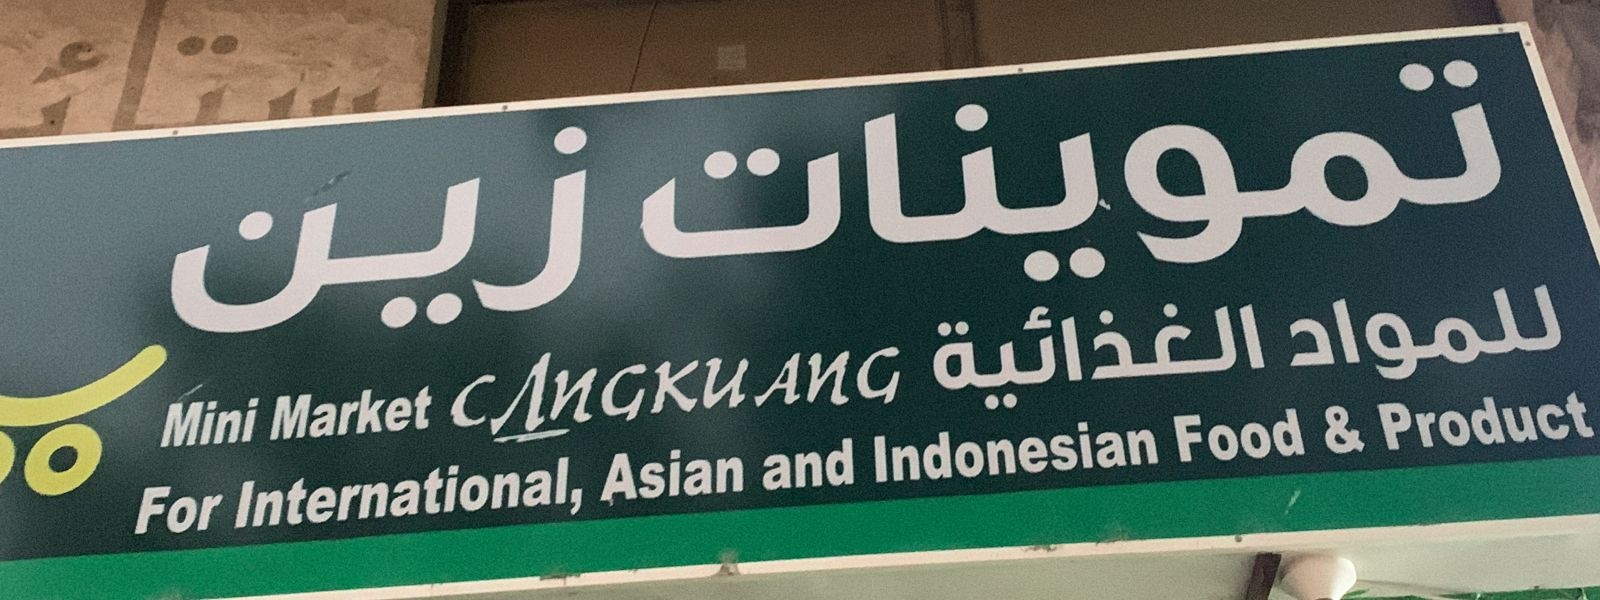 تموينات زين
للمواد الغذائية
Mini Market CANGKUANG
For International, Asian and Indonesian Food & Product